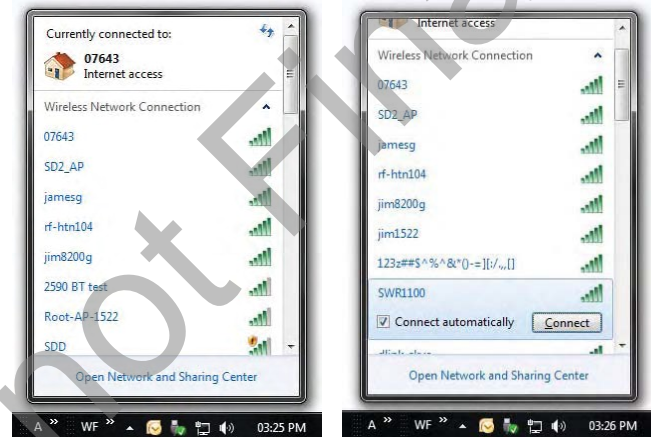 Currently connected to:
07643
Internet access
Wireless Network Connection
07643
SD2_AP
jamesg
rf-htn104
jim8200g
2590 BT test
Root-AP-1522
SDD
Open Network and Sharing Center
A » WF » 03:25 PM
Internet access
Wireless Network Connection
07643
SD2_AP
jamesg
rf-htn104
jim8200g
jim1522
123z##$^%^&*()-=][:/,,,[]
SWR1100
Connect automatically Connect
Open Network and Sharing Center
A » WF » 03:26 PM
not Fina